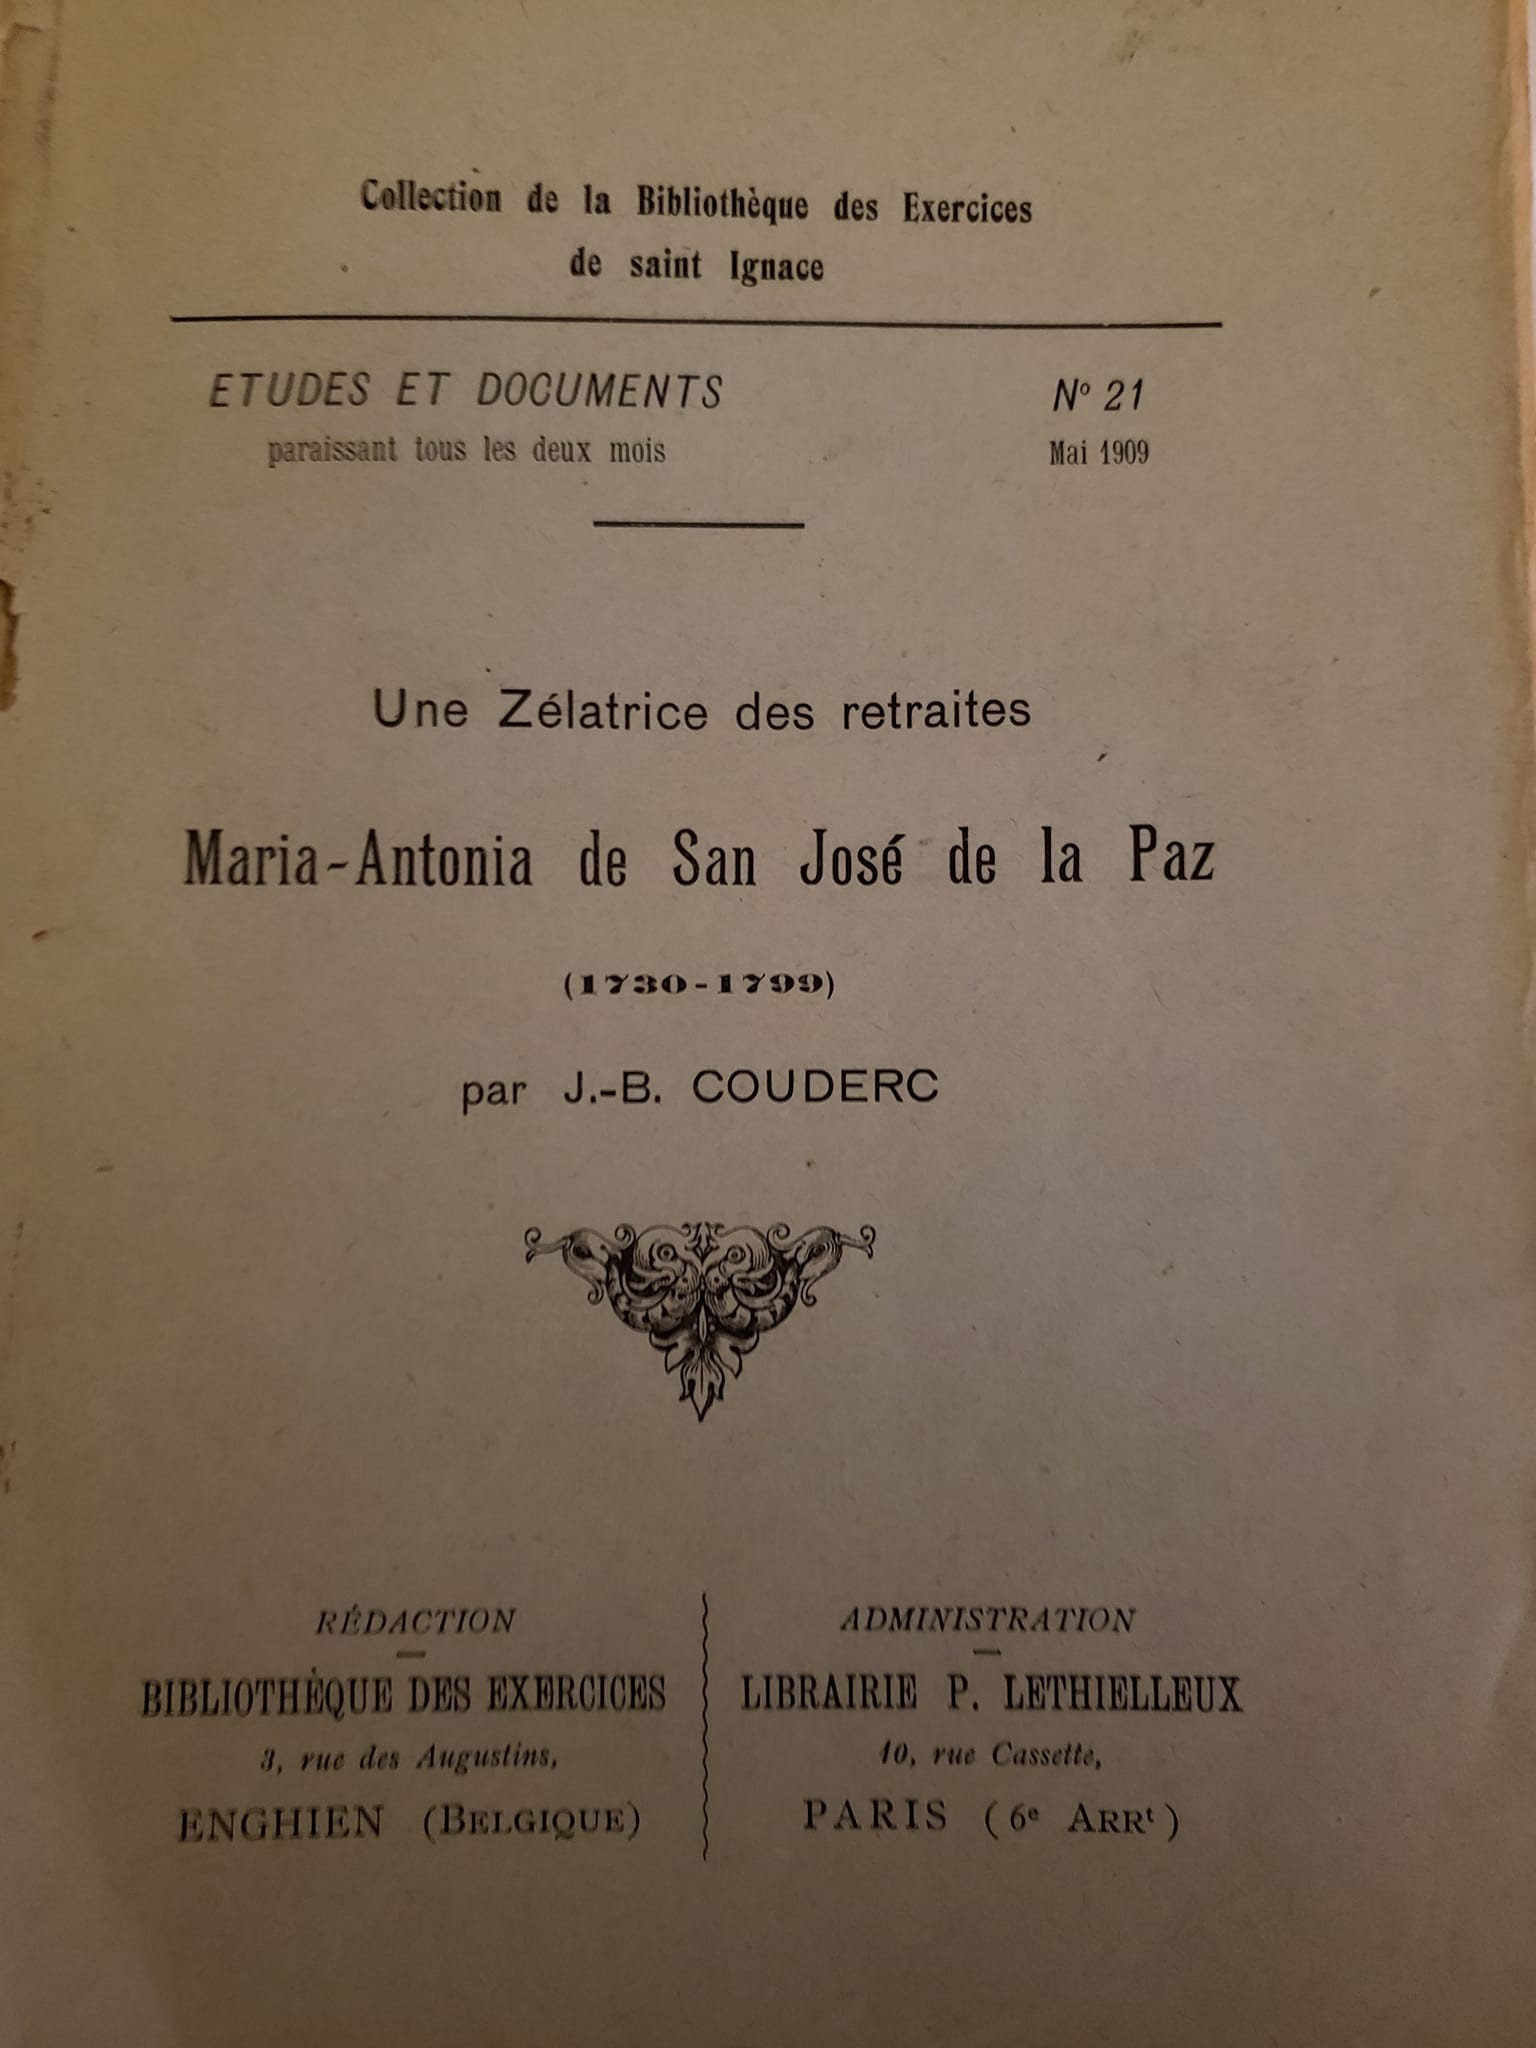 Collection de la Bibliothèque des Exercices
de saint Ignace
ETUDES ET DOCUMENTS
paraissant tous les deux mois
Nº 21
Mai 1909
Une Zélatrice des retraites
Maria-Antonia de San José de la Paz
(1730-1799)
par J.-B. COUDERC
RÉDACTION
BIBLIOTHÈQUE DES EXERCICES
3, rue des Augustins,
ENGHIEN (BELGIQUE)
ADMINISTRATION
LIBRAIRIE P. LETHIELLEUX
10, rue Cassette,
PARIS (6e ARRt)